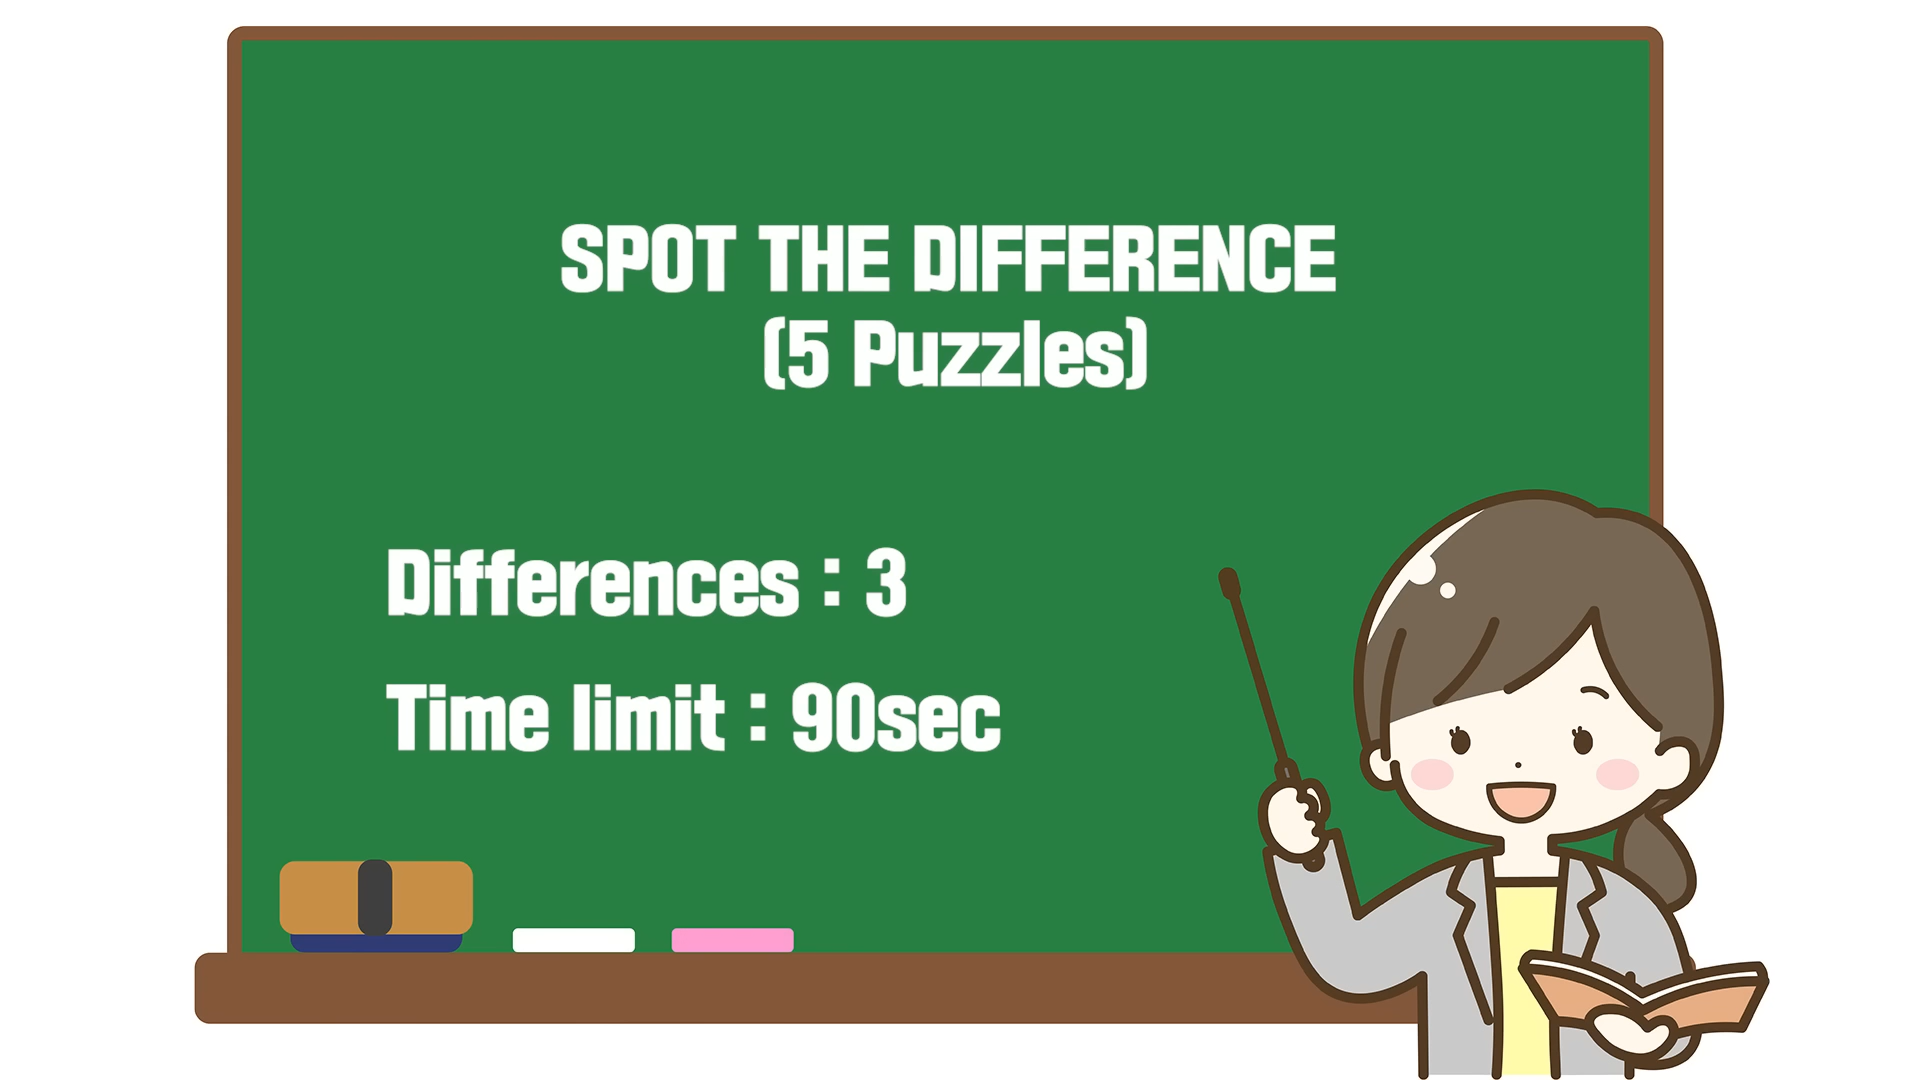 SPOT THE DIFFERENCE
(5 Puzzles)
Differences : 3
Time limit : 90sec